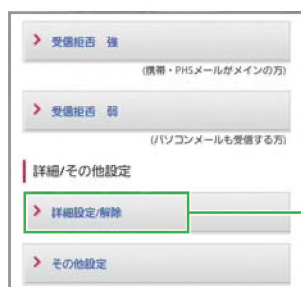 受信拒否 強
(携帯・PHSメールがメインの方)
受信拒否 弱
(パソコンメールも受信する方)
詳細/その他設定
詳細設定/解除
その他設定